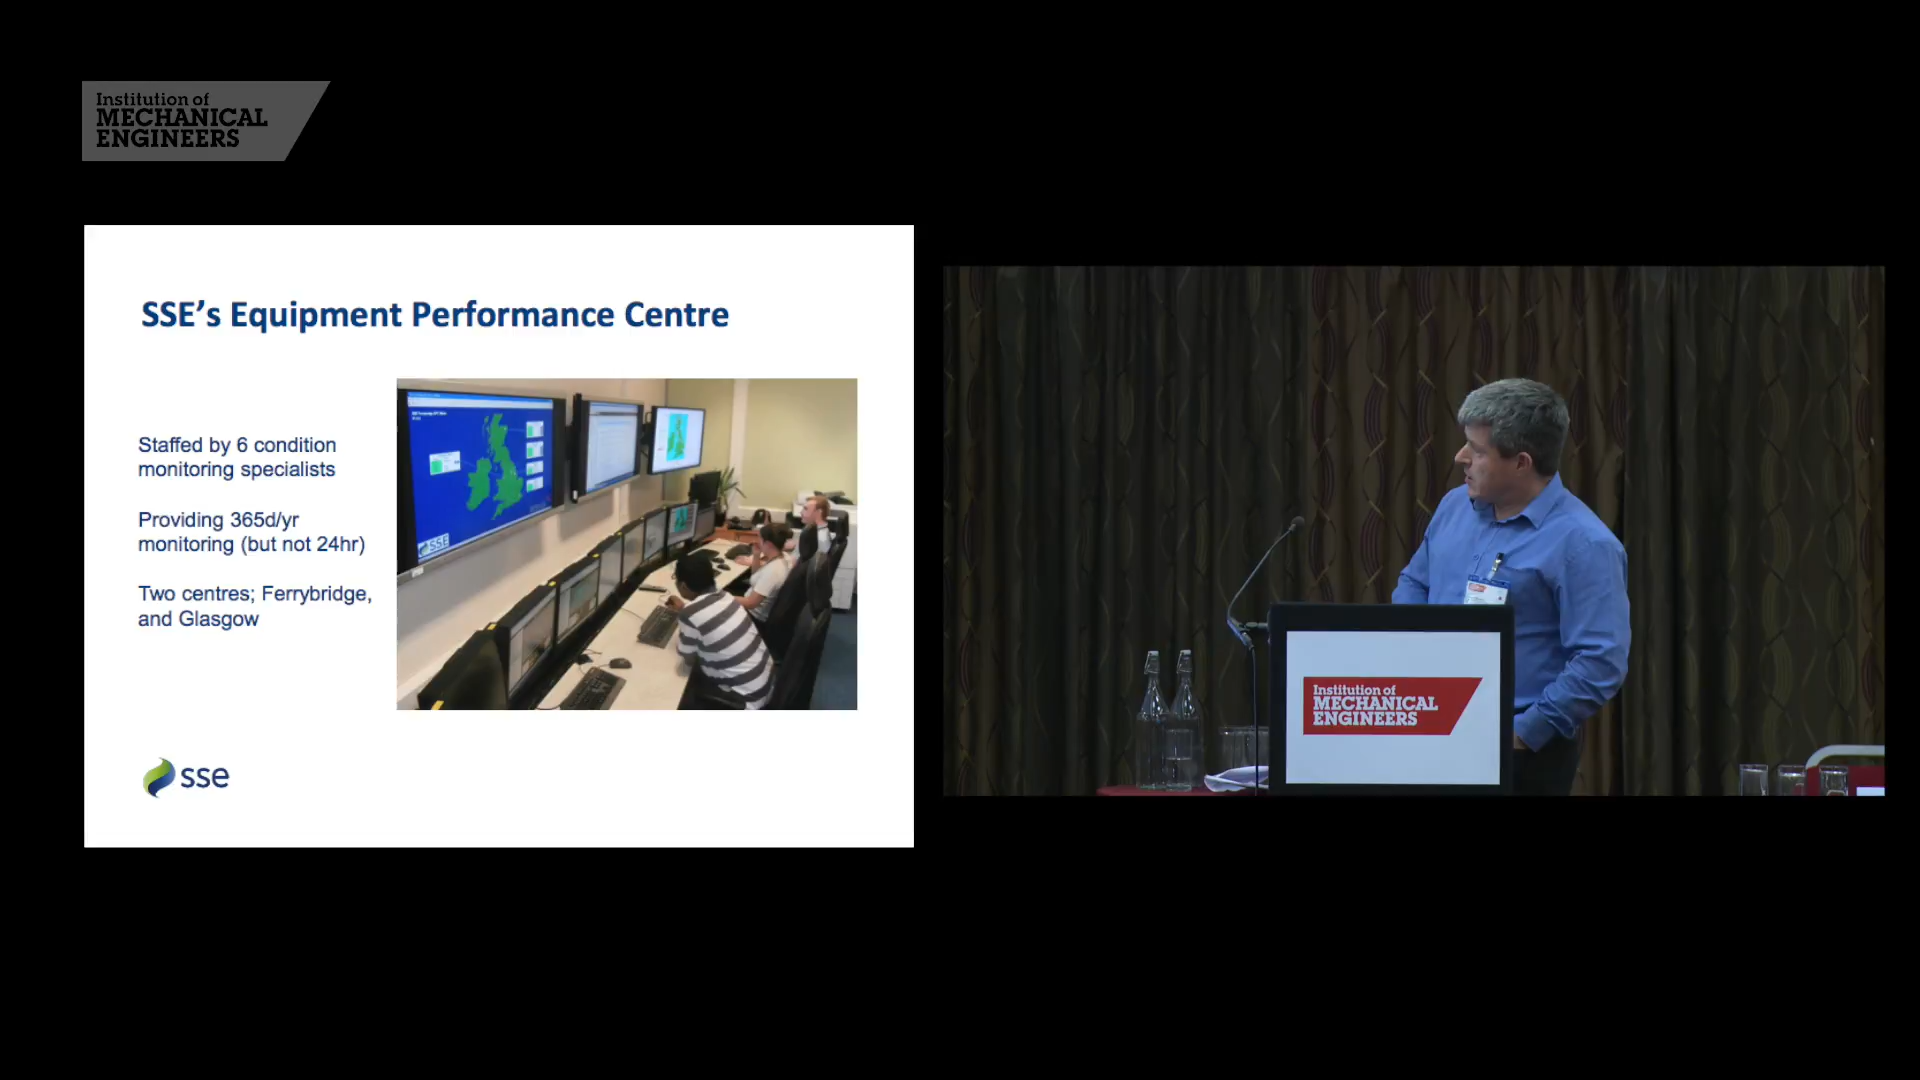 Institution of
MECHANICAL
ENGINEERS
SSE’s Equipment Performance Centre
Staffed by 6 condition
monitoring specialists
Providing 365d/yr
monitoring (but not 24hr)
Two centres; Ferrybridge,
and Glasgow
SSE
sse
Institution of
MECHANICAL
ENGINEERS